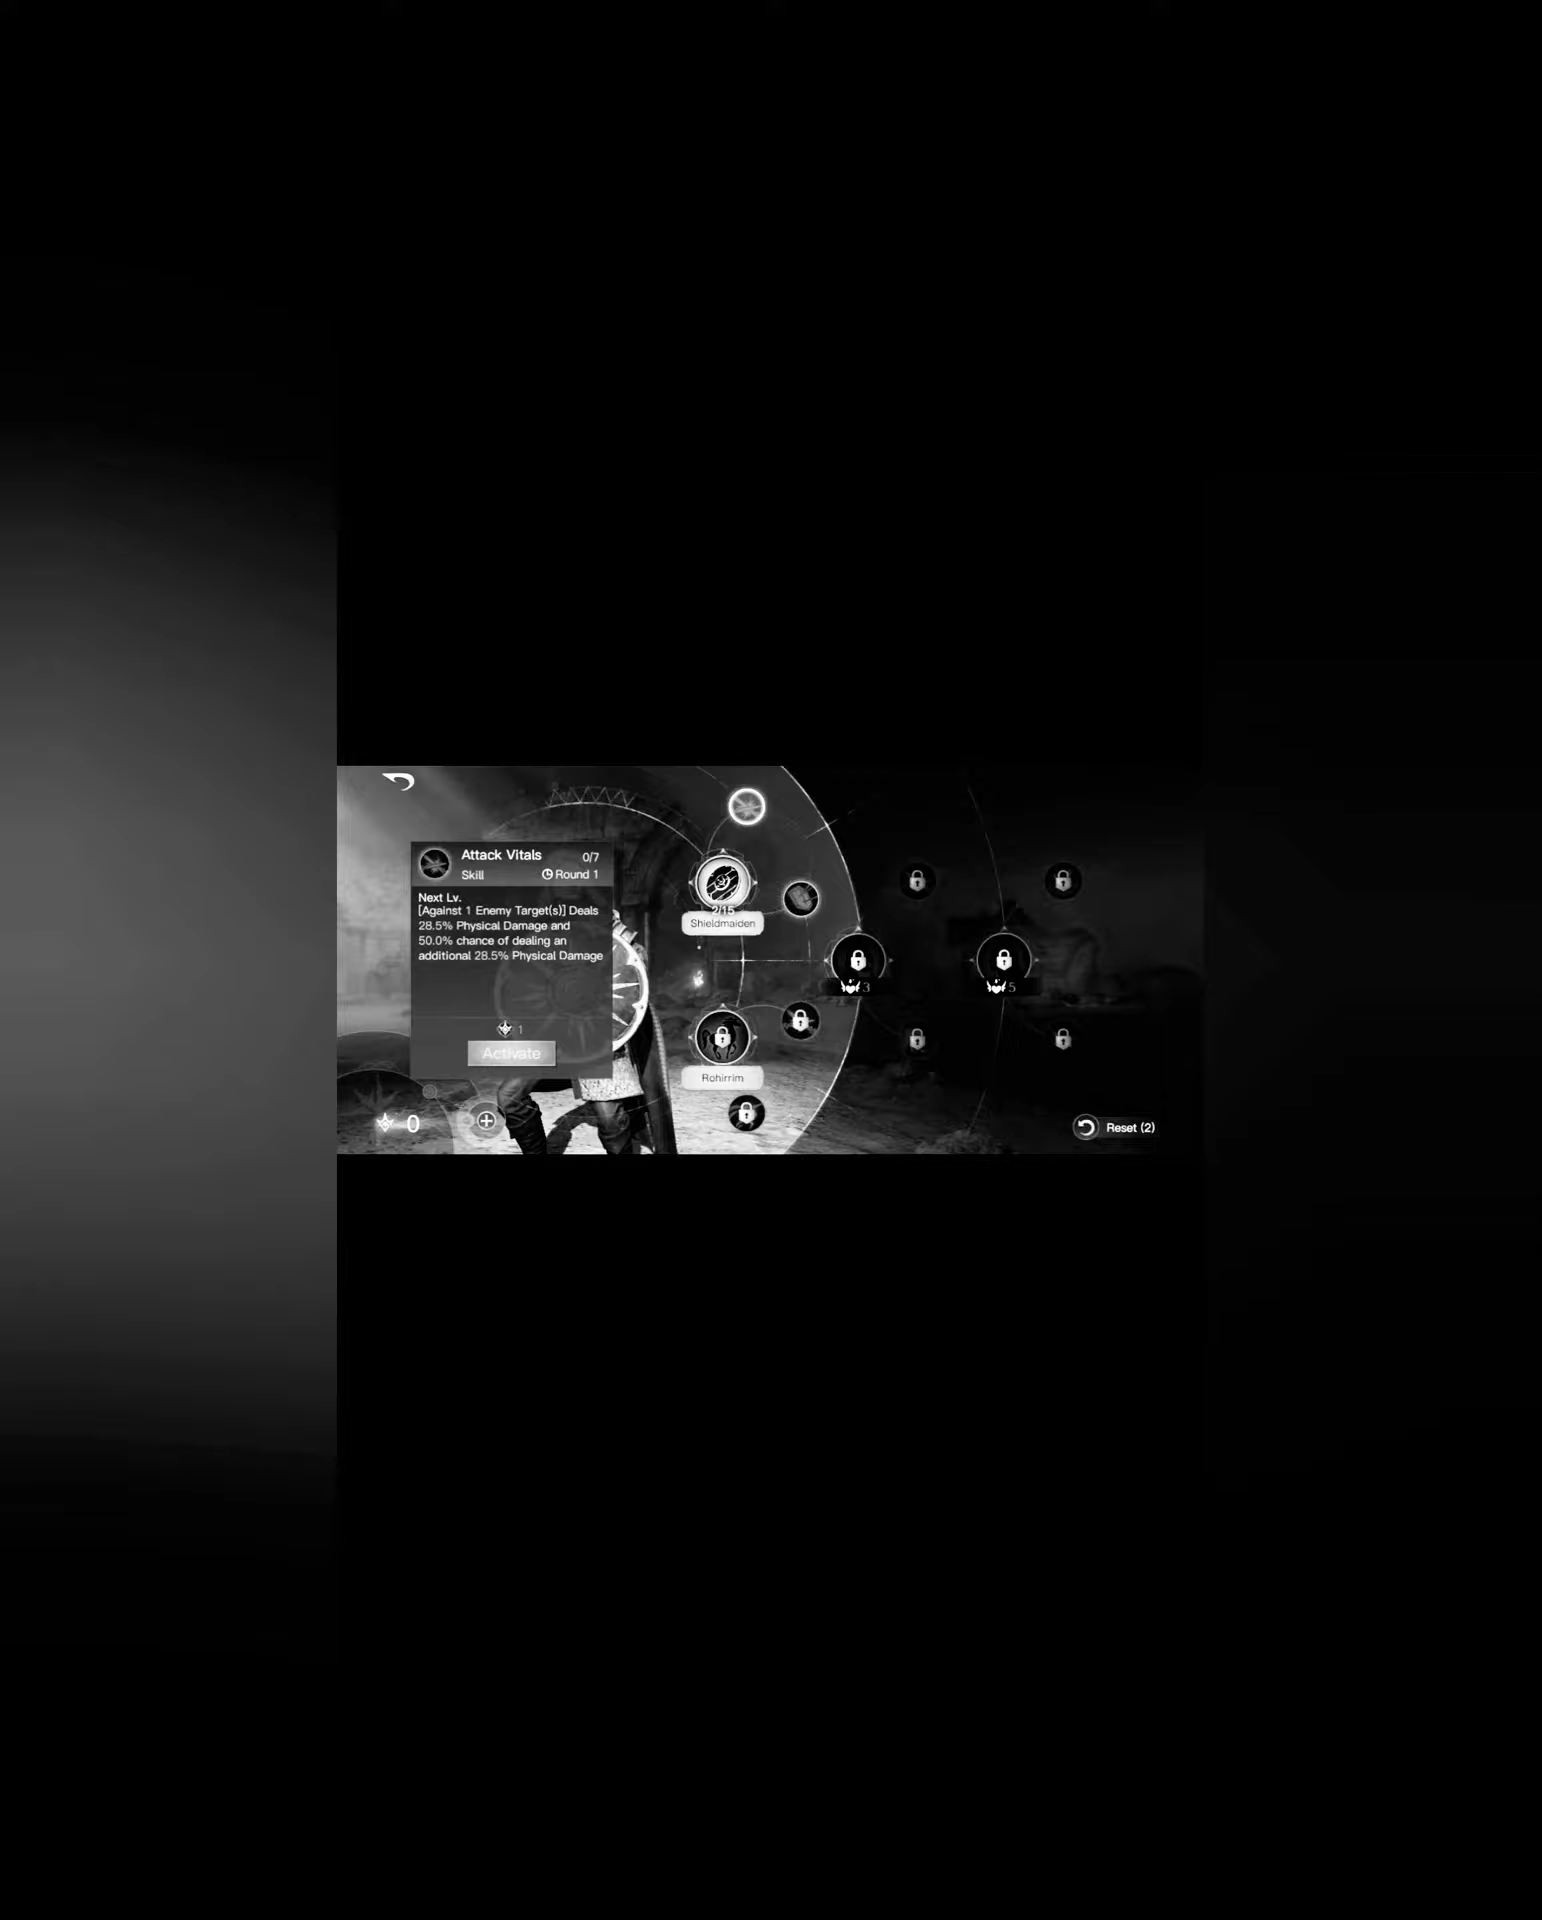 Attack Vitals
0/7
Skill
Round 1
Next Lv.
[Against 1 Enemy Target(s)] Deals
28.5% Physical Damage and
50.0% chance of dealing an
additional 28.5% Physical Damage
1
Activate
0
2/15
Shieldmaiden
Rohirrim
3
5
Reset (2)